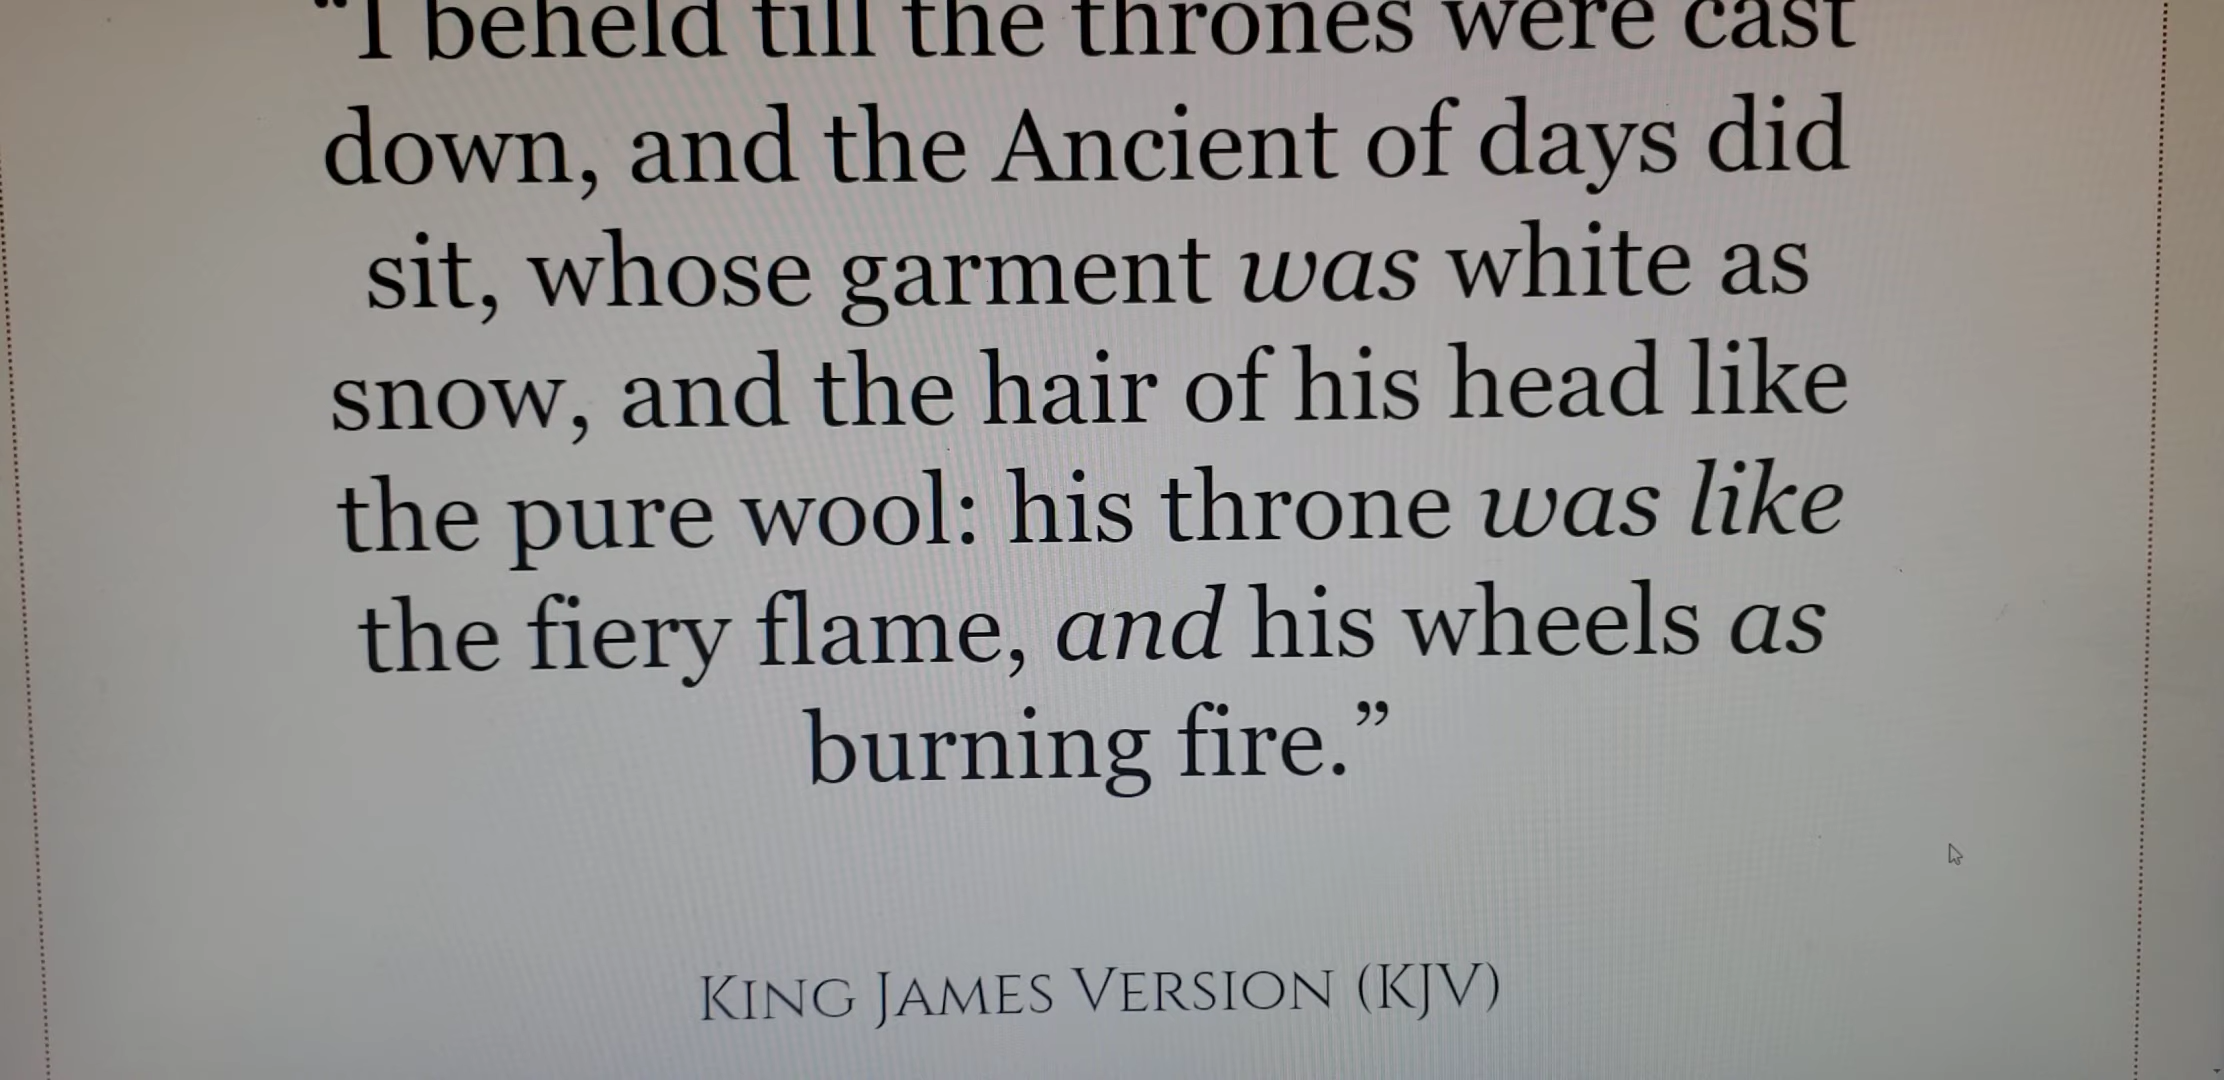 “I beheld till the thrones were cast
down, and the Ancient of days did
sit, whose garment was white as
snow, and the hair of his head like
the pure wool: his throne was like
the fiery flame, and his wheels as
burning fire.”
King James Version (KJV)